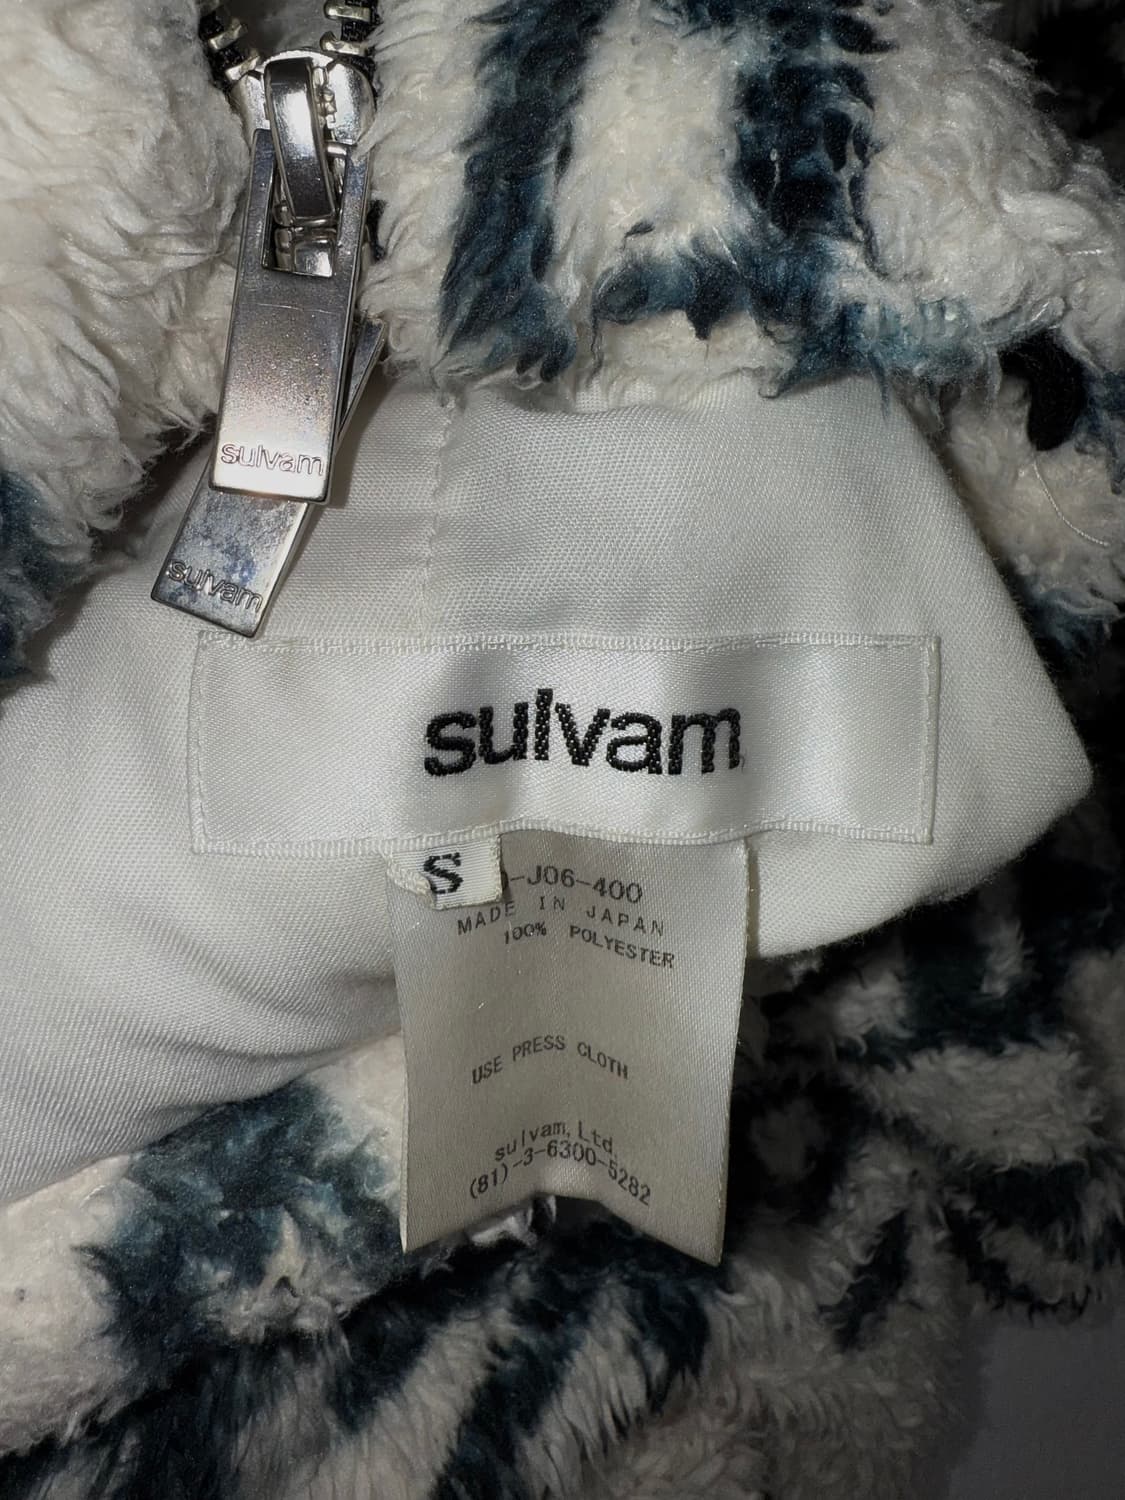 sulvam
sulvam
sulvam
S
-J06-400
MADE IN JAPAN
100% POLYESTER
USE PRESS CLOTH
sulvam, Ltd.
(81)-3-6300-5282